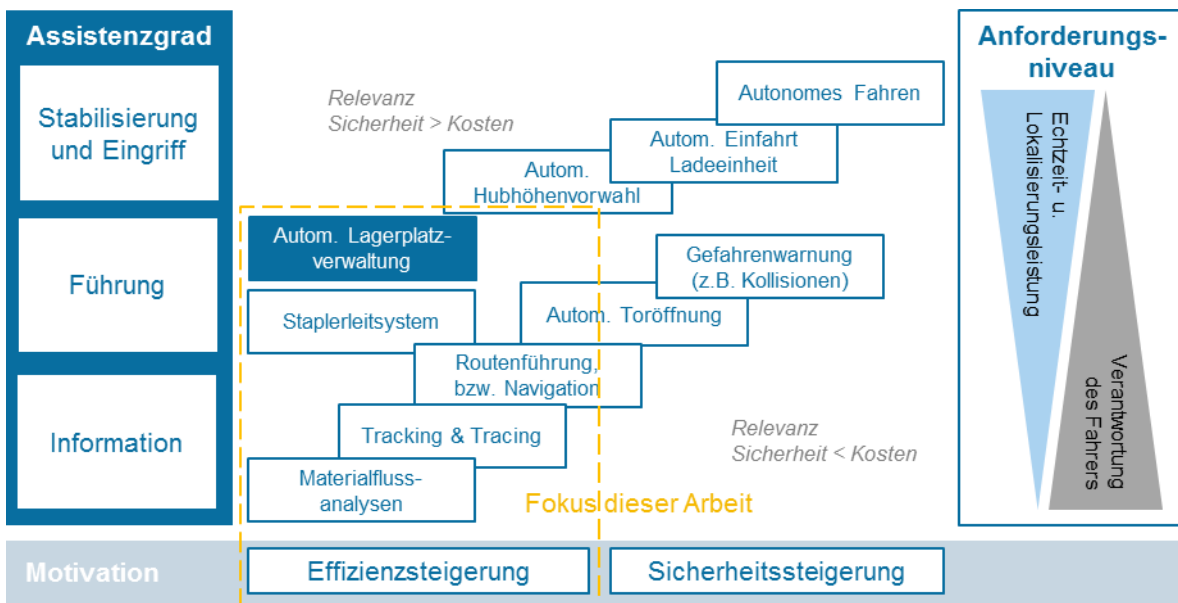 Assistenzgrad
Stabilisierung
und Eingriff
Führung
Information
Relevanz
Sicherheit > Kosten
Autonomes Fahren
Autom. Einfahrt
Ladeeinheit
Autom.
Hubhöhenvorwahl
Autom. Lagerplatz-
verwaltung
Gefahrenwarnung
(z.B. Kollisionen)
Staplerleitsystem
Autom. Toröffnung
Routenführung,
bzw. Navigation
Tracking & Tracing
Materialfluss-
analysen
Relevanz
Sicherheit < Kosten
Fokus dieser Arbeit
Anforderungs-
niveau
Echtzeit- u.
Lokalisierungsleistung
Verantwortung
des Fahrers
Motivation
Effizienzsteigerung
Sicherheitssteigerung